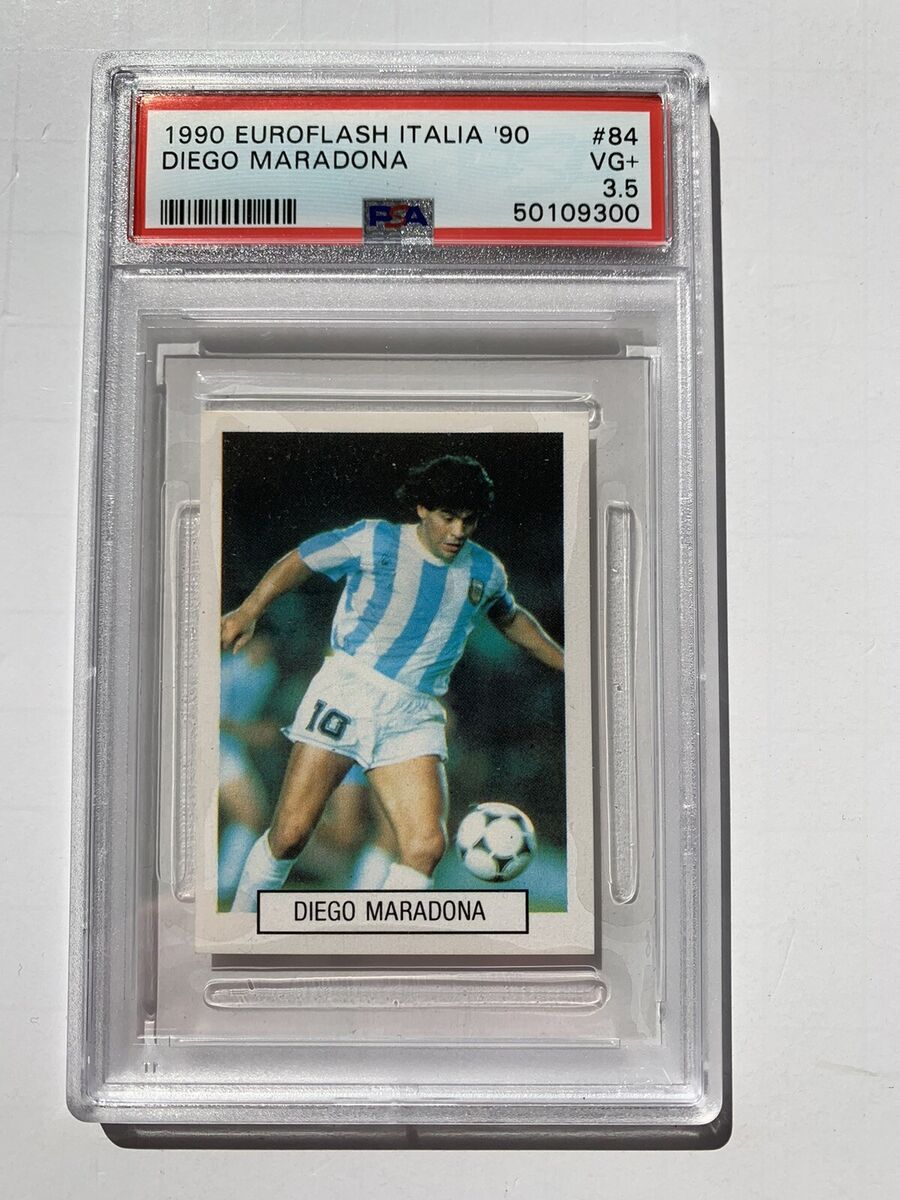 1990 EUROFLASH ITALIA '90 #84
DIEGO MARADONA VG+
3.5
PSA 50109300
10
DIEGO MARADONA